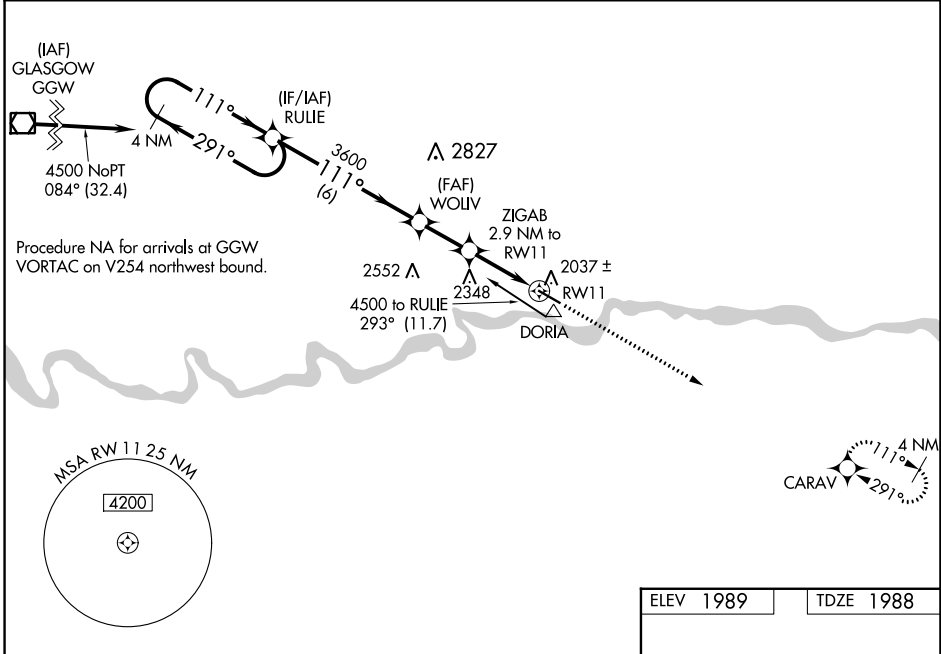 (IAF)
GLASGOW
GGW
4500 NoPT
084° (32.4)
4 NM
111°
291°
(IF/IAF)
RULIE
3600
111°
(6)
2827
(FAF)
WOLIV
ZIGAB
2.9 NM to
RW11
2552
2348
2037 ±
RW11
4500 to RULIE
293° (11.7)
DORIA
Procedure NA for arrivals at GGW
VORTAC on V254 northwest bound.
MSA RW 11 25 NM
4200
4 NM
111°
291°
CARAV
ELEV 1989
TDZE 1988